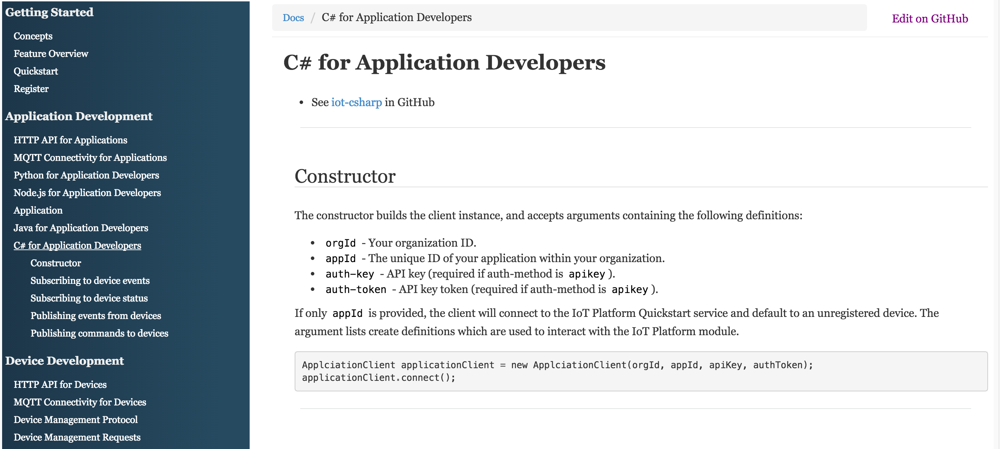 Getting Started
Concepts
Feature Overview
Quickstart
Register
Application Development
HTTP API for Applications
MQTT Connectivity for Applications
Python for Application Developers
Node.js for Application Developers
Application
Java for Application Developers
C# for Application Developers
Constructor
Subscribing to device events
Subscribing to device status
Publishing events from devices
Publishing commands to devices
Device Development
HTTP API for Devices
MQTT Connectivity for Devices
Device Management Protocol
Device Management Requests
Docs / C# for Application Developers
Edit on GitHub
C# for Application Developers
• See iot-csharp in GitHub
Constructor
The constructor builds the client instance, and accepts arguments containing the following definitions:
• orgId - Your organization ID.
• appId - The unique ID of your application within your organization.
• auth-key - API key (required if auth-method is apikey ).
• auth-token - API key token (required if auth-method is apikey ).
If only appId is provided, the client will connect to the IoT Platform Quickstart service and default to an unregistered device. The
argument lists create definitions which are used to interact with the IoT Platform module.
ApplciationClient applicationClient = new ApplciationClient(orgId, appId, apiKey, authToken);
applicationClient.connect();